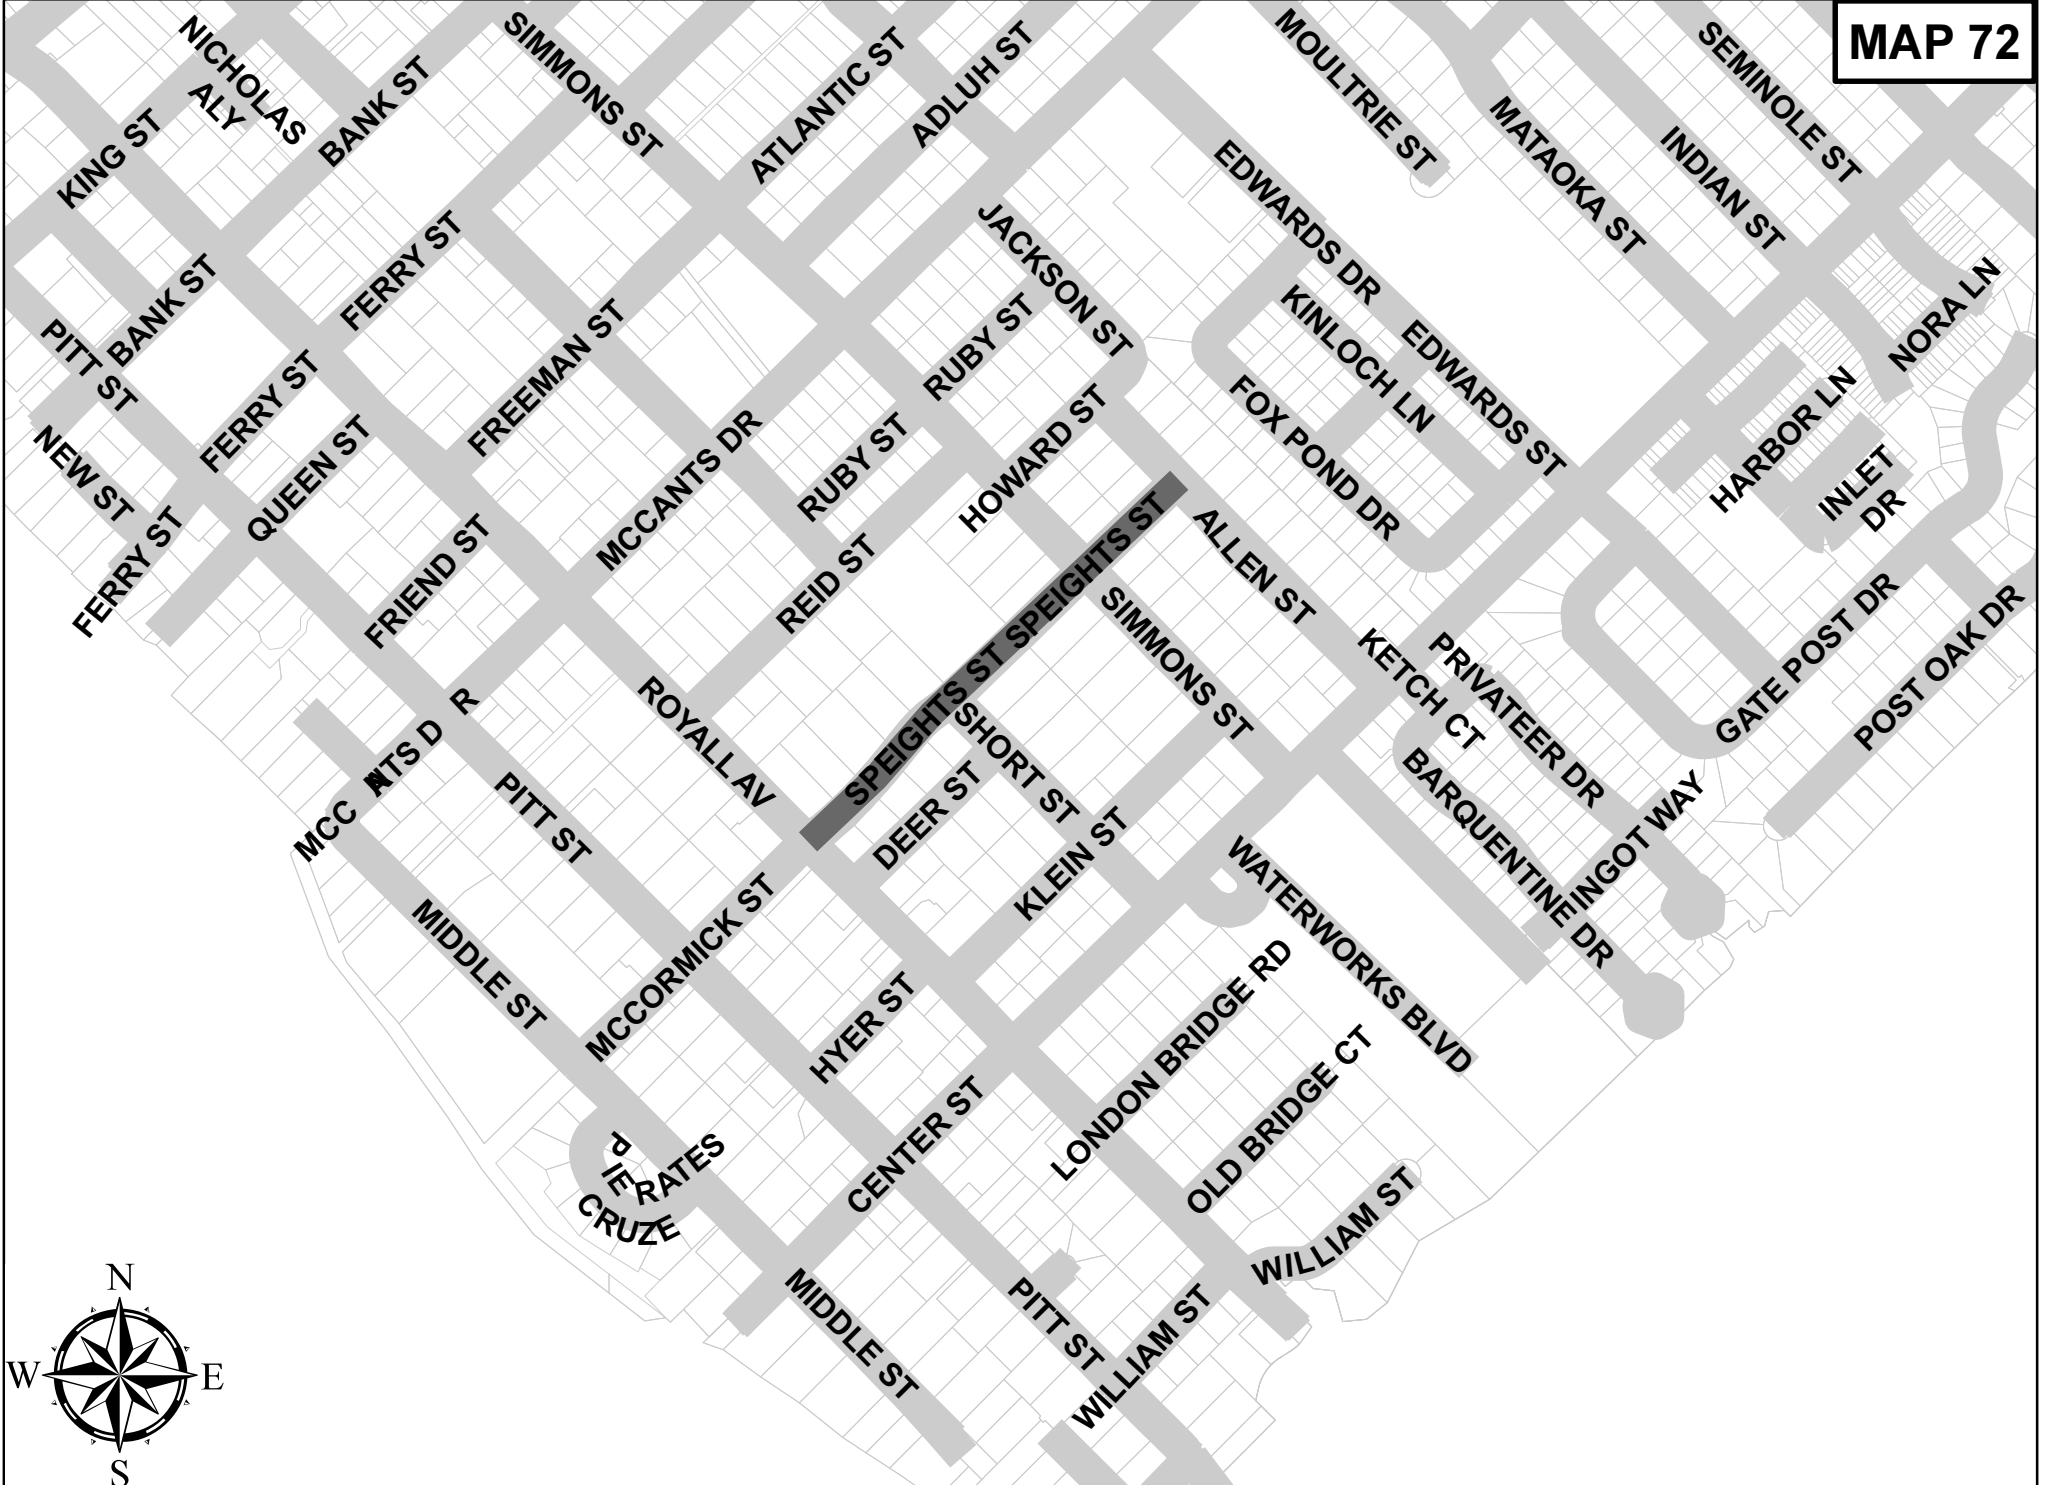 MAP 72
NICHOLAS
ALY
KING ST
BANK ST
SIMMONS ST
ATLANTIC ST
ADLUH ST
MOULTRIE ST
MATAOKA ST
SEMINOLE ST
INDIAN ST
EDWARDS DR
JACKSON ST
FERRY ST
BANK ST
PITT ST
FREEMAN ST
RUBY ST
KINLOCH LN
EDWARDS ST
NORA LN
HARBOR LN
INLET
DR
FOX POND DR
FERRY ST
QUEEN ST
NEW ST
FERRY ST
MCCANTS DR
RUBY ST
HOWARD ST
FRIEND ST
REID ST
SPEIGHTS ST
SPEIGHTS ST
ALLEN ST
SIMMONS ST
KETCH CT
PRIVATEER DR
GATE POST DR
POST OAK DR
ROYALL AV
SHORT ST
DEER ST
KLEIN ST
BARQUENTINE DR
INGOT WAY
MCC ANTS D R
PITT ST
MIDDLE ST
MCCORMICK ST
HYER ST
WATERWORKS BLVD
LONDON BRIDGE RD
OLD BRIDGE CT
CENTER ST
PIE RATES
CRUZE
WILLIAM ST
MIDDLE ST
PITT ST
WILLIAM ST
N
W E
S